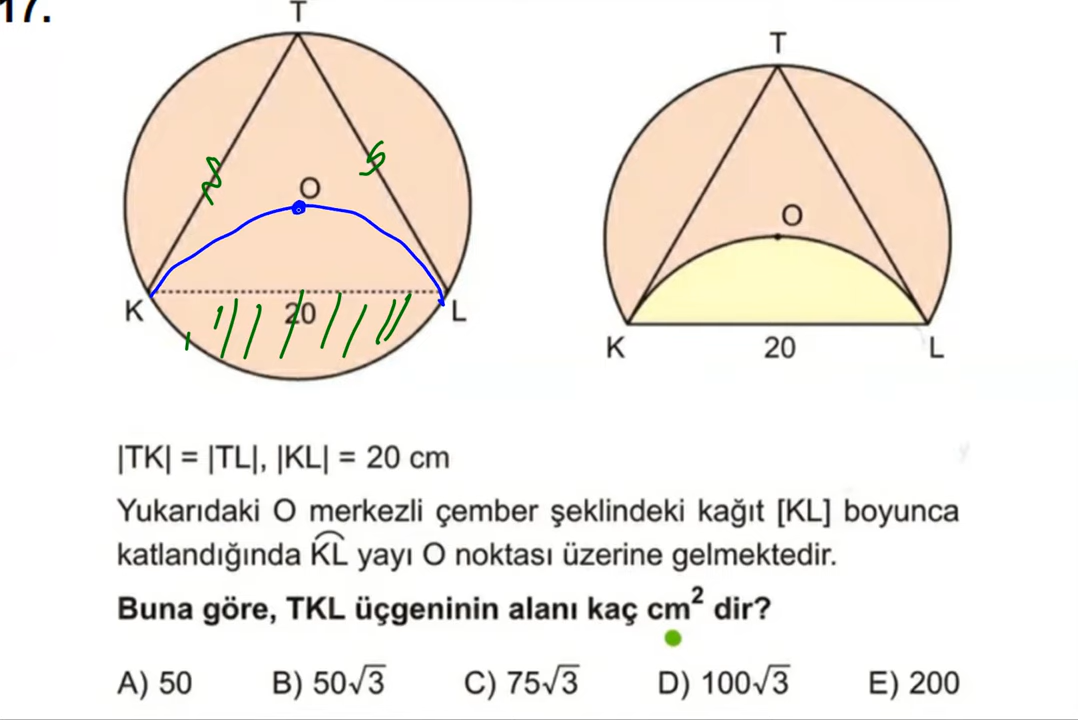 17.
T
T
O
O
K
20
L
K
20
L
|TK| = |TL|, |KL| = 20 cm
Yukarıdaki O merkezli çember şeklindeki kağıt [KL] boyunca
katlandığında K͡L yayı O noktası üzerine gelmektedir.
Buna göre, TKL üçgeninin alanı kaç cm² dir?
A) 50 B) 50√3 C) 75√3 D) 100√3 E) 200